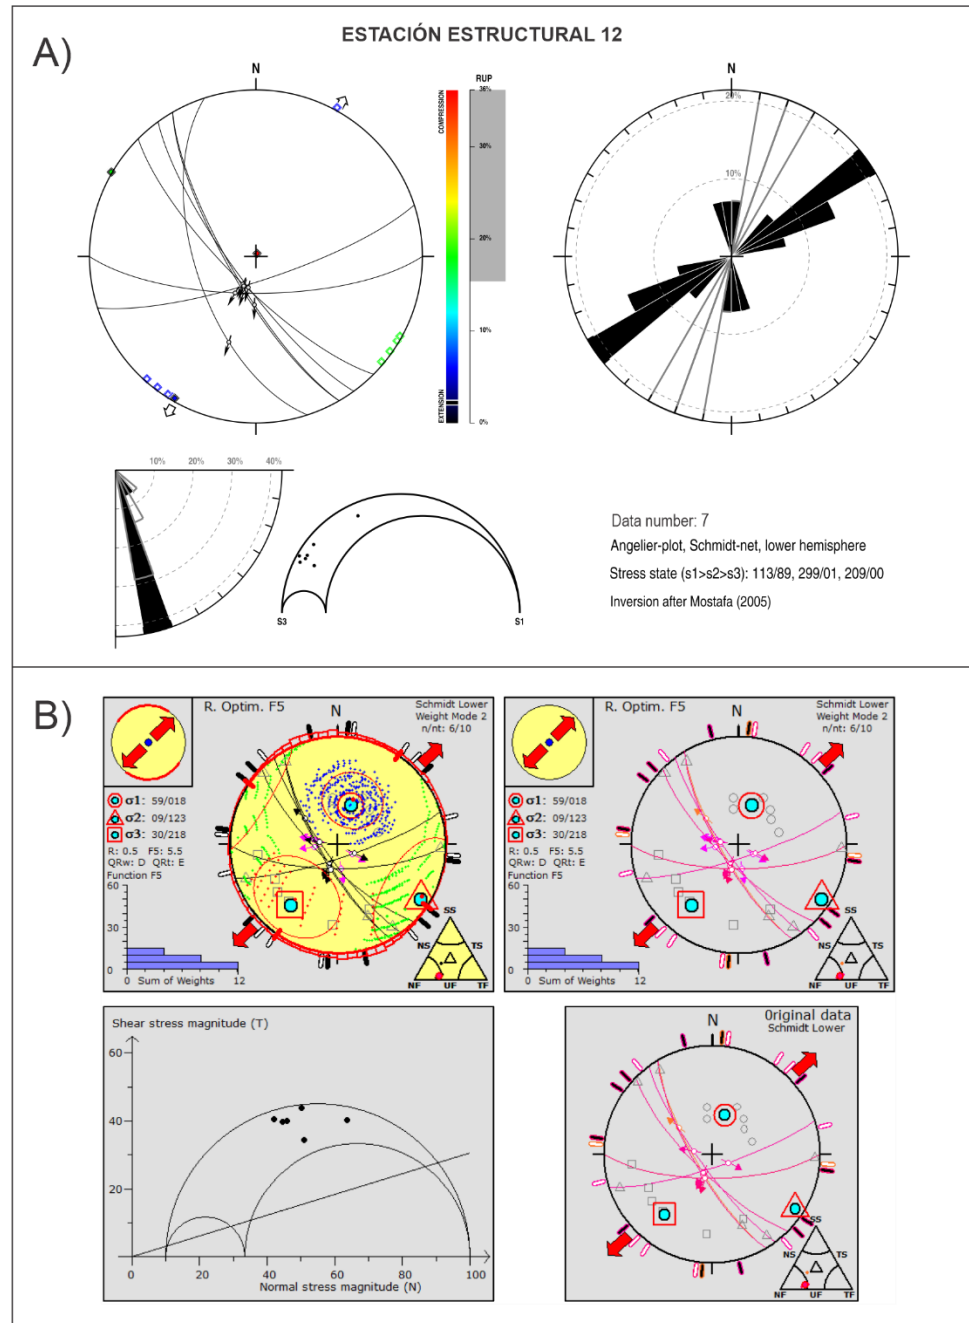 A)
ESTACIÓN ESTRUCTURAL 12
N
RUP
36%
COMPRESSION
30%
20%
10%
EXTENSION
0%
N
20%
10%
10% 20% 30% 40%
S3
S1
Data number: 7
Angelier-plot, Schmidt-net, lower hemisphere
Stress state (s1>s2>s3): 113/89, 299/01, 209/00
Inversion after Mostafa (2005)
B)
R. Optim. F5
N
Schmidt Lower
Weight Mode 2
n/nt: 6/10
σ1: 59/018
σ2: 09/123
σ3: 30/218
R: 0.5 F5: 5.5
QRw: D QRt: E
Function F5
60
30
0
0 Sum of Weights 12
SS
NS TS
NF UF TF
R. Optim. F5
N
Schmidt Lower
Weight Mode 2
n/nt: 6/10
σ1: 59/018
σ2: 09/123
σ3: 30/218
R: 0.5 F5: 5.5
QRw: D QRt: E
Function F5
60
30
0
0 Sum of Weights 12
SS
NS TS
NF UF TF
Shear stress magnitude (T)
60
40
20
0 20 40 60 80 100
Normal stress magnitude (N)
N
Original data
Schmidt Lower
SS
NS TS
NF UF TF